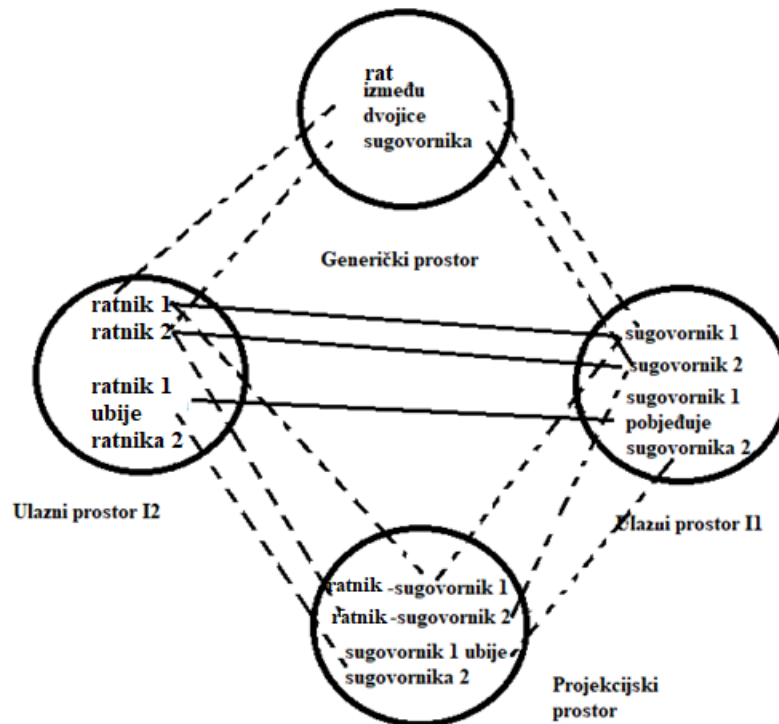 rat
između
dvojice
sugovornika
Generički prostor
ratnik 1
ratnik 2
ratnik 1
ubije
ratnika 2
Ulazni prostor I2
sugovornik 1
sugovornik 2
sugovornik 1
pobjeđuje
sugovornika 2
Ulazni prostor I1
ratnik -sugovornik 1
ratnik -sugovornik 2
sugovornik 1 ubije
sugovornika 2
Projekcijski
prostor